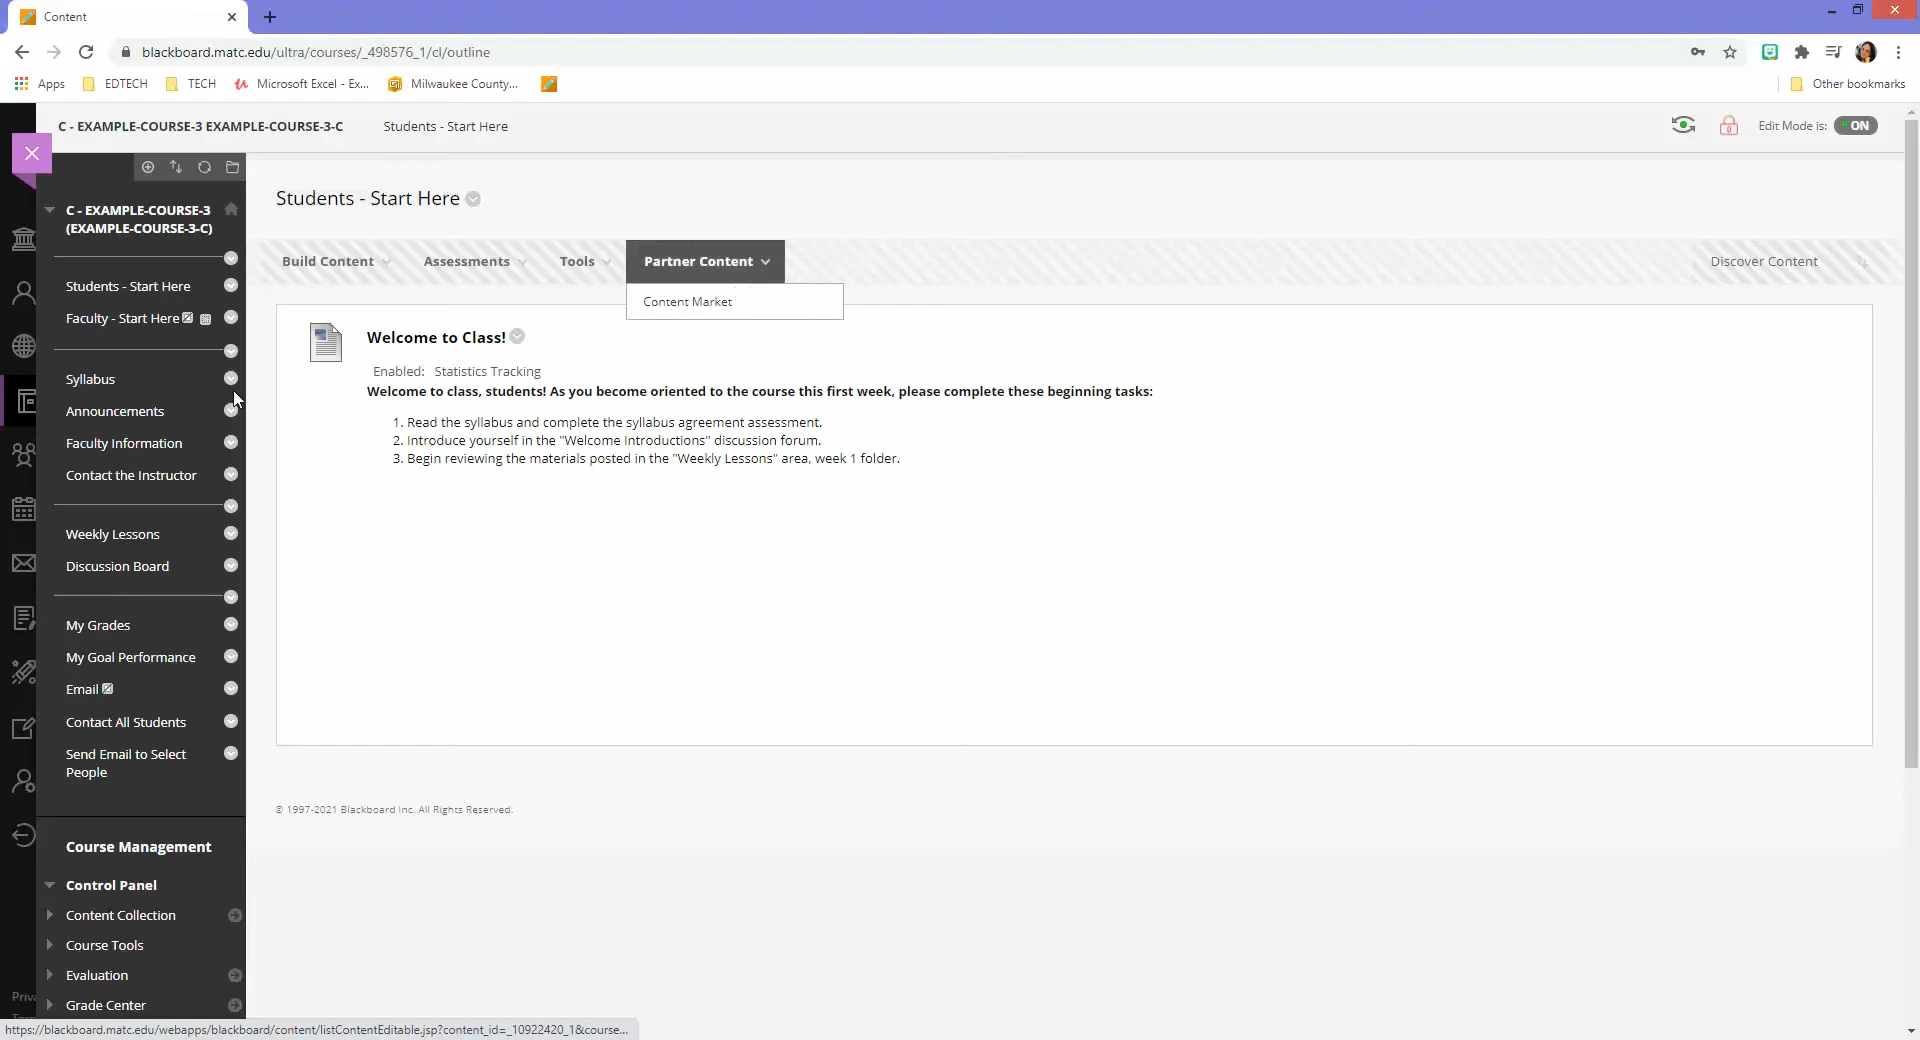 Content
blackboard.matc.edu/ultra/courses/_498576_1/cl/outline
Apps EDTECH TECH Microsoft Excel - Ex... Milwaukee County... Other bookmarks
C - EXAMPLE-COURSE-3 EXAMPLE-COURSE-3-C Students - Start Here Edit Mode is: ON
C - EXAMPLE-COURSE-3
(EXAMPLE-COURSE-3-C)
Students - Start Here
Faculty - Start Here
Syllabus
Announcements
Faculty Information
Contact the Instructor
Weekly Lessons
Discussion Board
My Grades
My Goal Performance
Email
Contact All Students
Send Email to Select
People
Course Management
Control Panel
Content Collection
Course Tools
Evaluation
Grade Center
Students - Start Here
Build Content Assessments Tools Partner Content Discover Content
Content Market
Welcome to Class!
Enabled: Statistics Tracking
Welcome to class, students! As you become oriented to the course this first week, please complete these beginning tasks:
1. Read the syllabus and complete the syllabus agreement assessment.
2. Introduce yourself in the "Welcome Introductions" discussion forum.
3. Begin reviewing the materials posted in the "Weekly Lessons" area, week 1 folder.
© 1997-2021 Blackboard Inc. All Rights Reserved.
https://blackboard.matc.edu/webapps/blackboard/content/listContentEditable.jsp?content_id=_10922420_1&course...